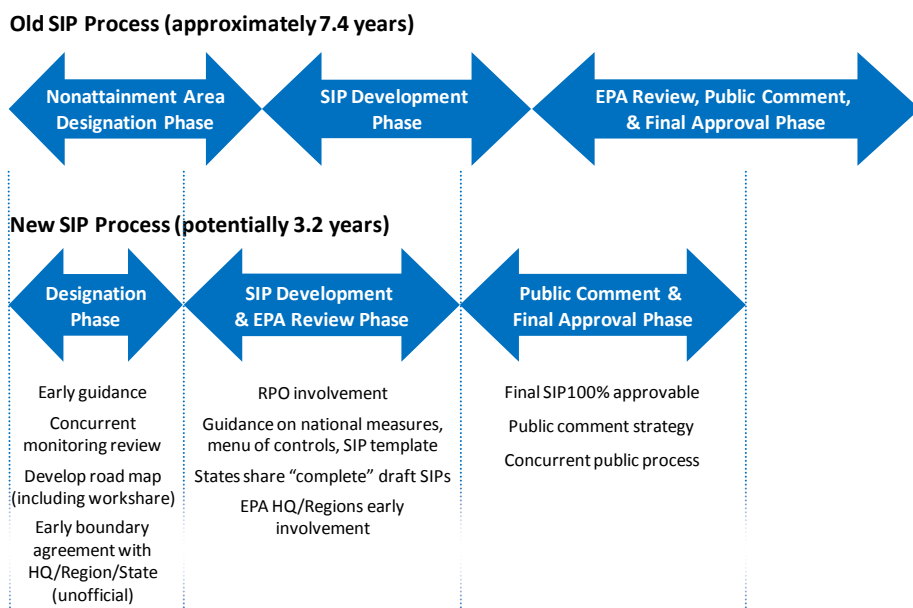 Old SIP Process (approximately 7.4 years)
Nonattainment Area
Designation Phase
SIP Development
Phase
EPA Review, Public Comment,
& Final Approval Phase
New SIP Process (potentially 3.2 years)
Designation
Phase
SIP Development
& EPA Review Phase
Public Comment &
Final Approval Phase
Early guidance
Concurrent
monitoring review
Develop road map
(including workshare)
Early boundary
agreement with
HQ/Region/State
(unofficial)
RPO involvement
Guidance on national measures,
menu of controls, SIP template
States share “complete” draft SIPs
EPA HQ/Regions early
involvement
Final SIP100% approvable
Public comment strategy
Concurrent public process